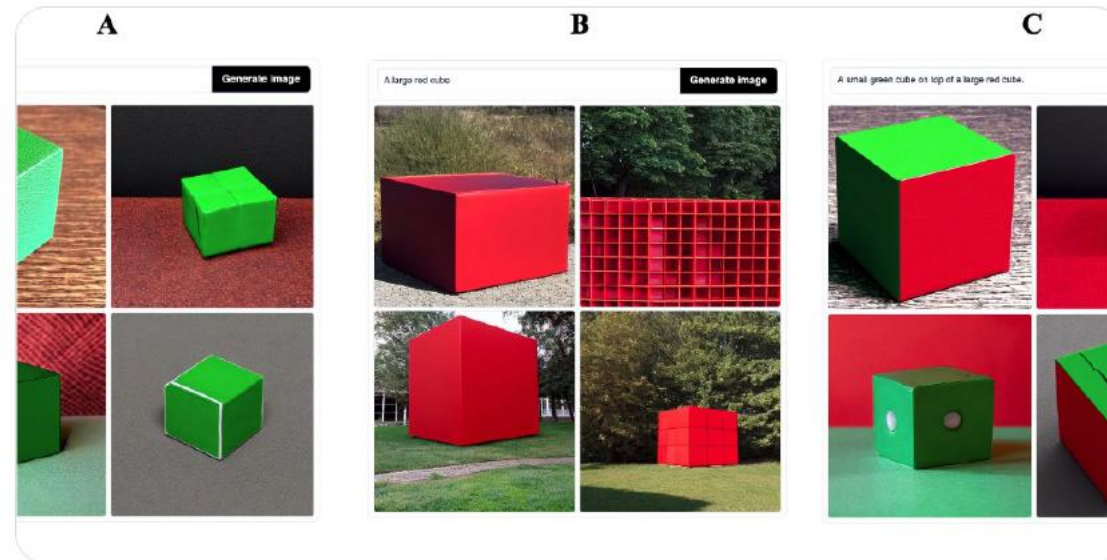 A
B
C
Generate image
A large red cube
Generate image
A small green cube on top of a large red cube.